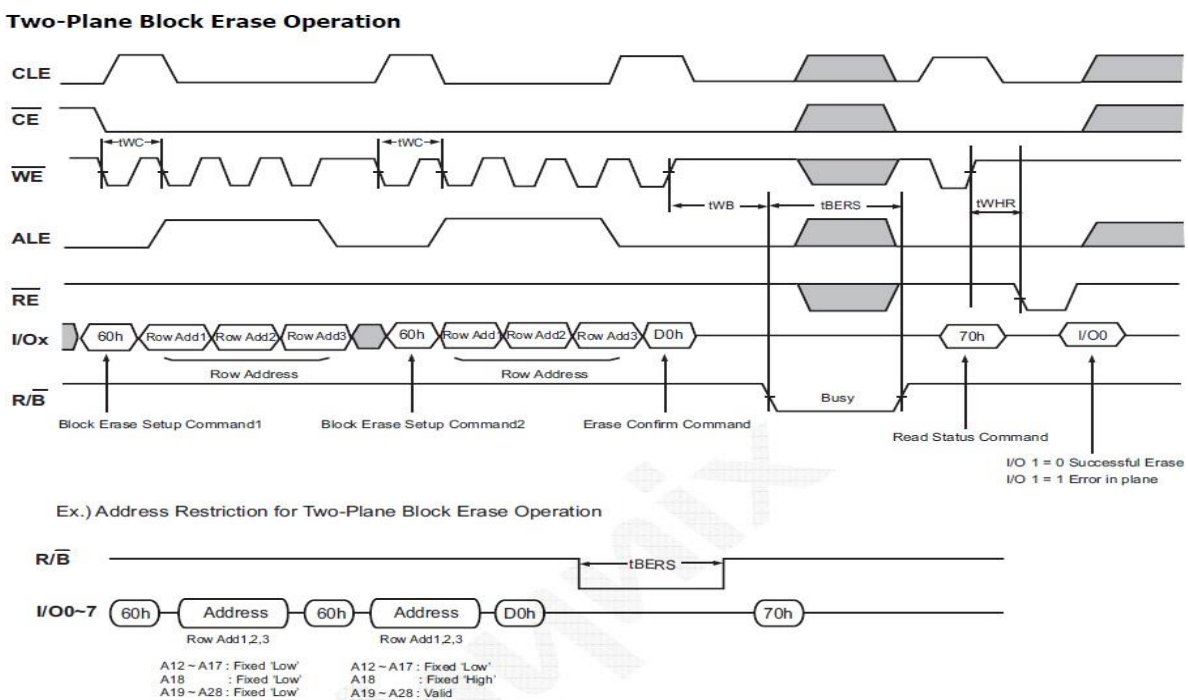 Two-Plane Block Erase Operation
CLE
CE
tWC
tWC
WE
tWB
tBERS
tWHR
ALE
RE
I/Ox
60h
Row Add1
Row Add2
Row Add3
60h
Row Add1
Row Add2
Row Add3
D0h
70h
I/O0
Row Address
Row Address
R/B
Busy
Block Erase Setup Command1
Block Erase Setup Command2
Erase Confirm Command
Read Status Command
I/O 1 = 0 Successful Erase
I/O 1 = 1 Error in plane
Ex.) Address Restriction for Two-Plane Block Erase Operation
R/B
tBERS
I/O0~7
60h
Address
60h
Address
D0h
70h
Row Add1,2,3
Row Add1,2,3
A12 ~ A17 : Fixed 'Low'
A18 : Fixed 'Low'
A19 ~ A28 : Fixed 'Low'
A12 ~ A17 : Fixed 'Low'
A18 : Fixed 'High'
A19 ~ A28 : Valid